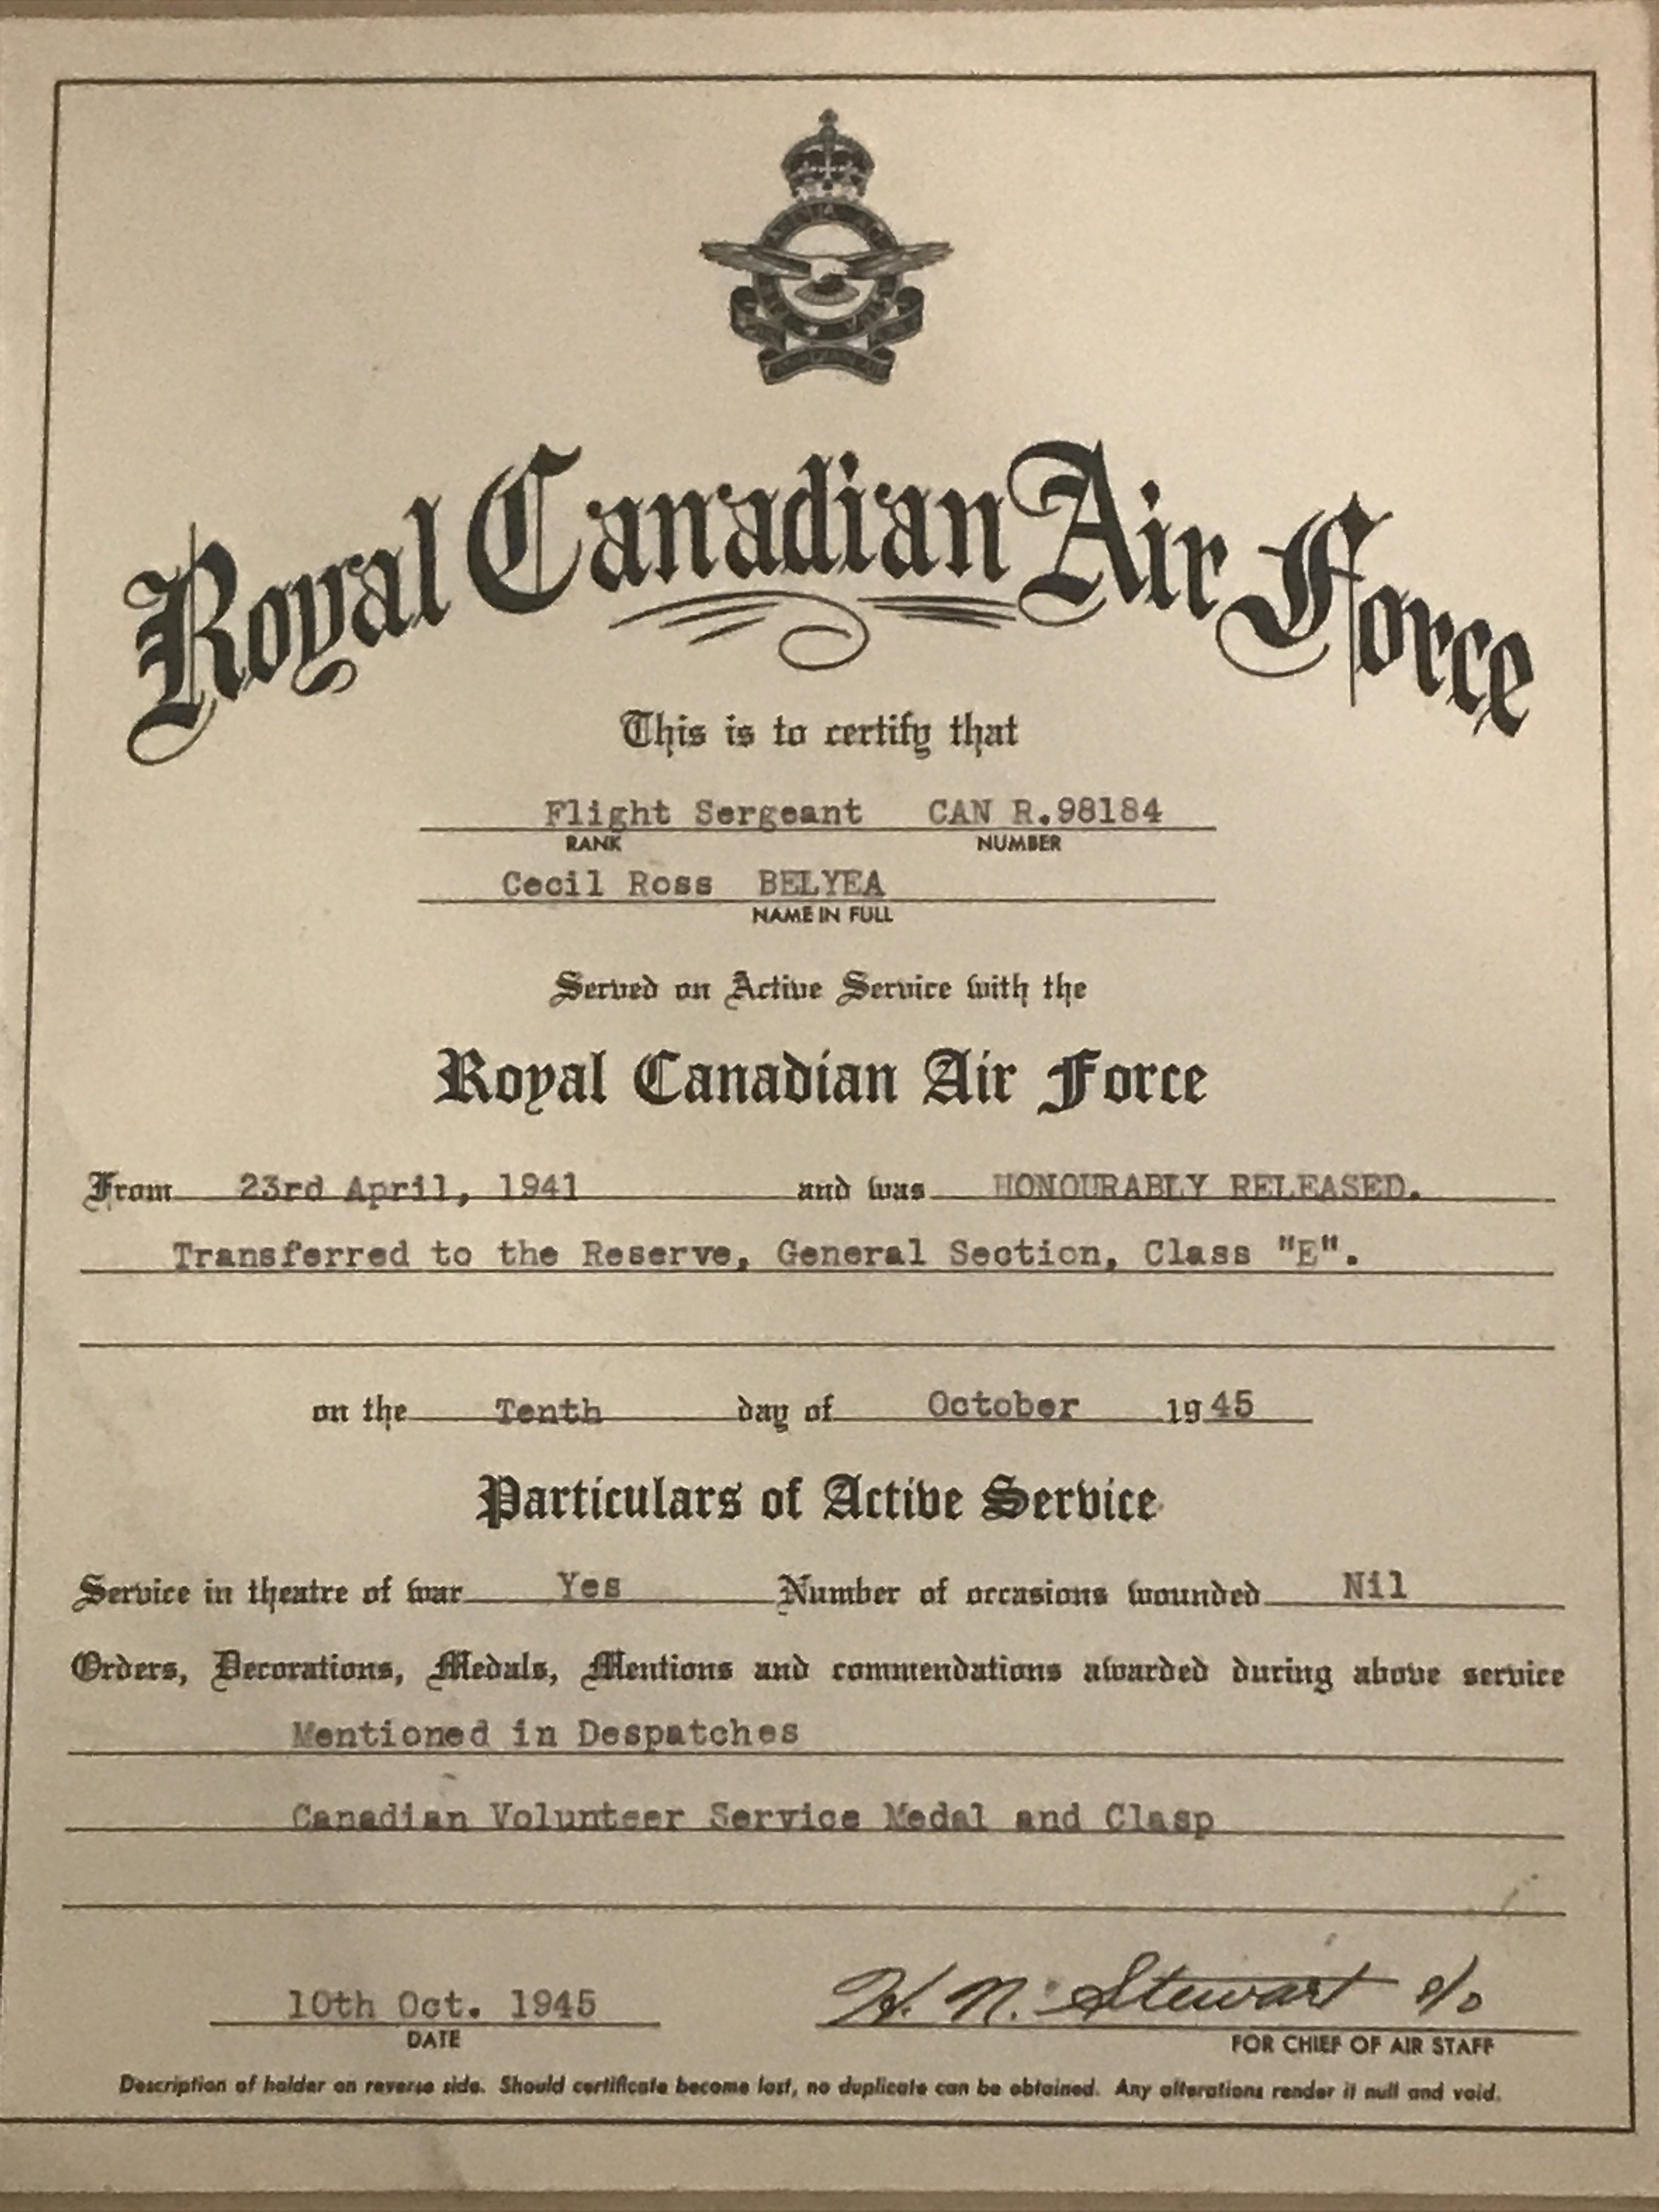 Royal Canadian Air Force
This is to certify that
Flight Sergeant CAN R.98184
RANK NUMBER
Cecil Ross BELYEA
NAME IN FULL
Served on Active Service with the
Royal Canadian Air Force
From 23rd April, 1941 and was HONOURABLY RELEASED.
Transferred to the Reserve, General Section, Class "E".
on the Tenth day of October 1945
Particulars of Active Service
Service in theatre of war Yes Number of occasions wounded Nil
Orders, Decorations, Medals, Mentions and commendations awarded during above service
Mentioned in Despatches
Canadian Volunteer Service Medal and Clasp
10th Oct. 1945 H. N. Stewart
DATE FOR CHIEF OF AIR STAFF
Description of holder on reverse side. Should certificate become lost, no duplicate can be obtained. Any alterations render it null and void.